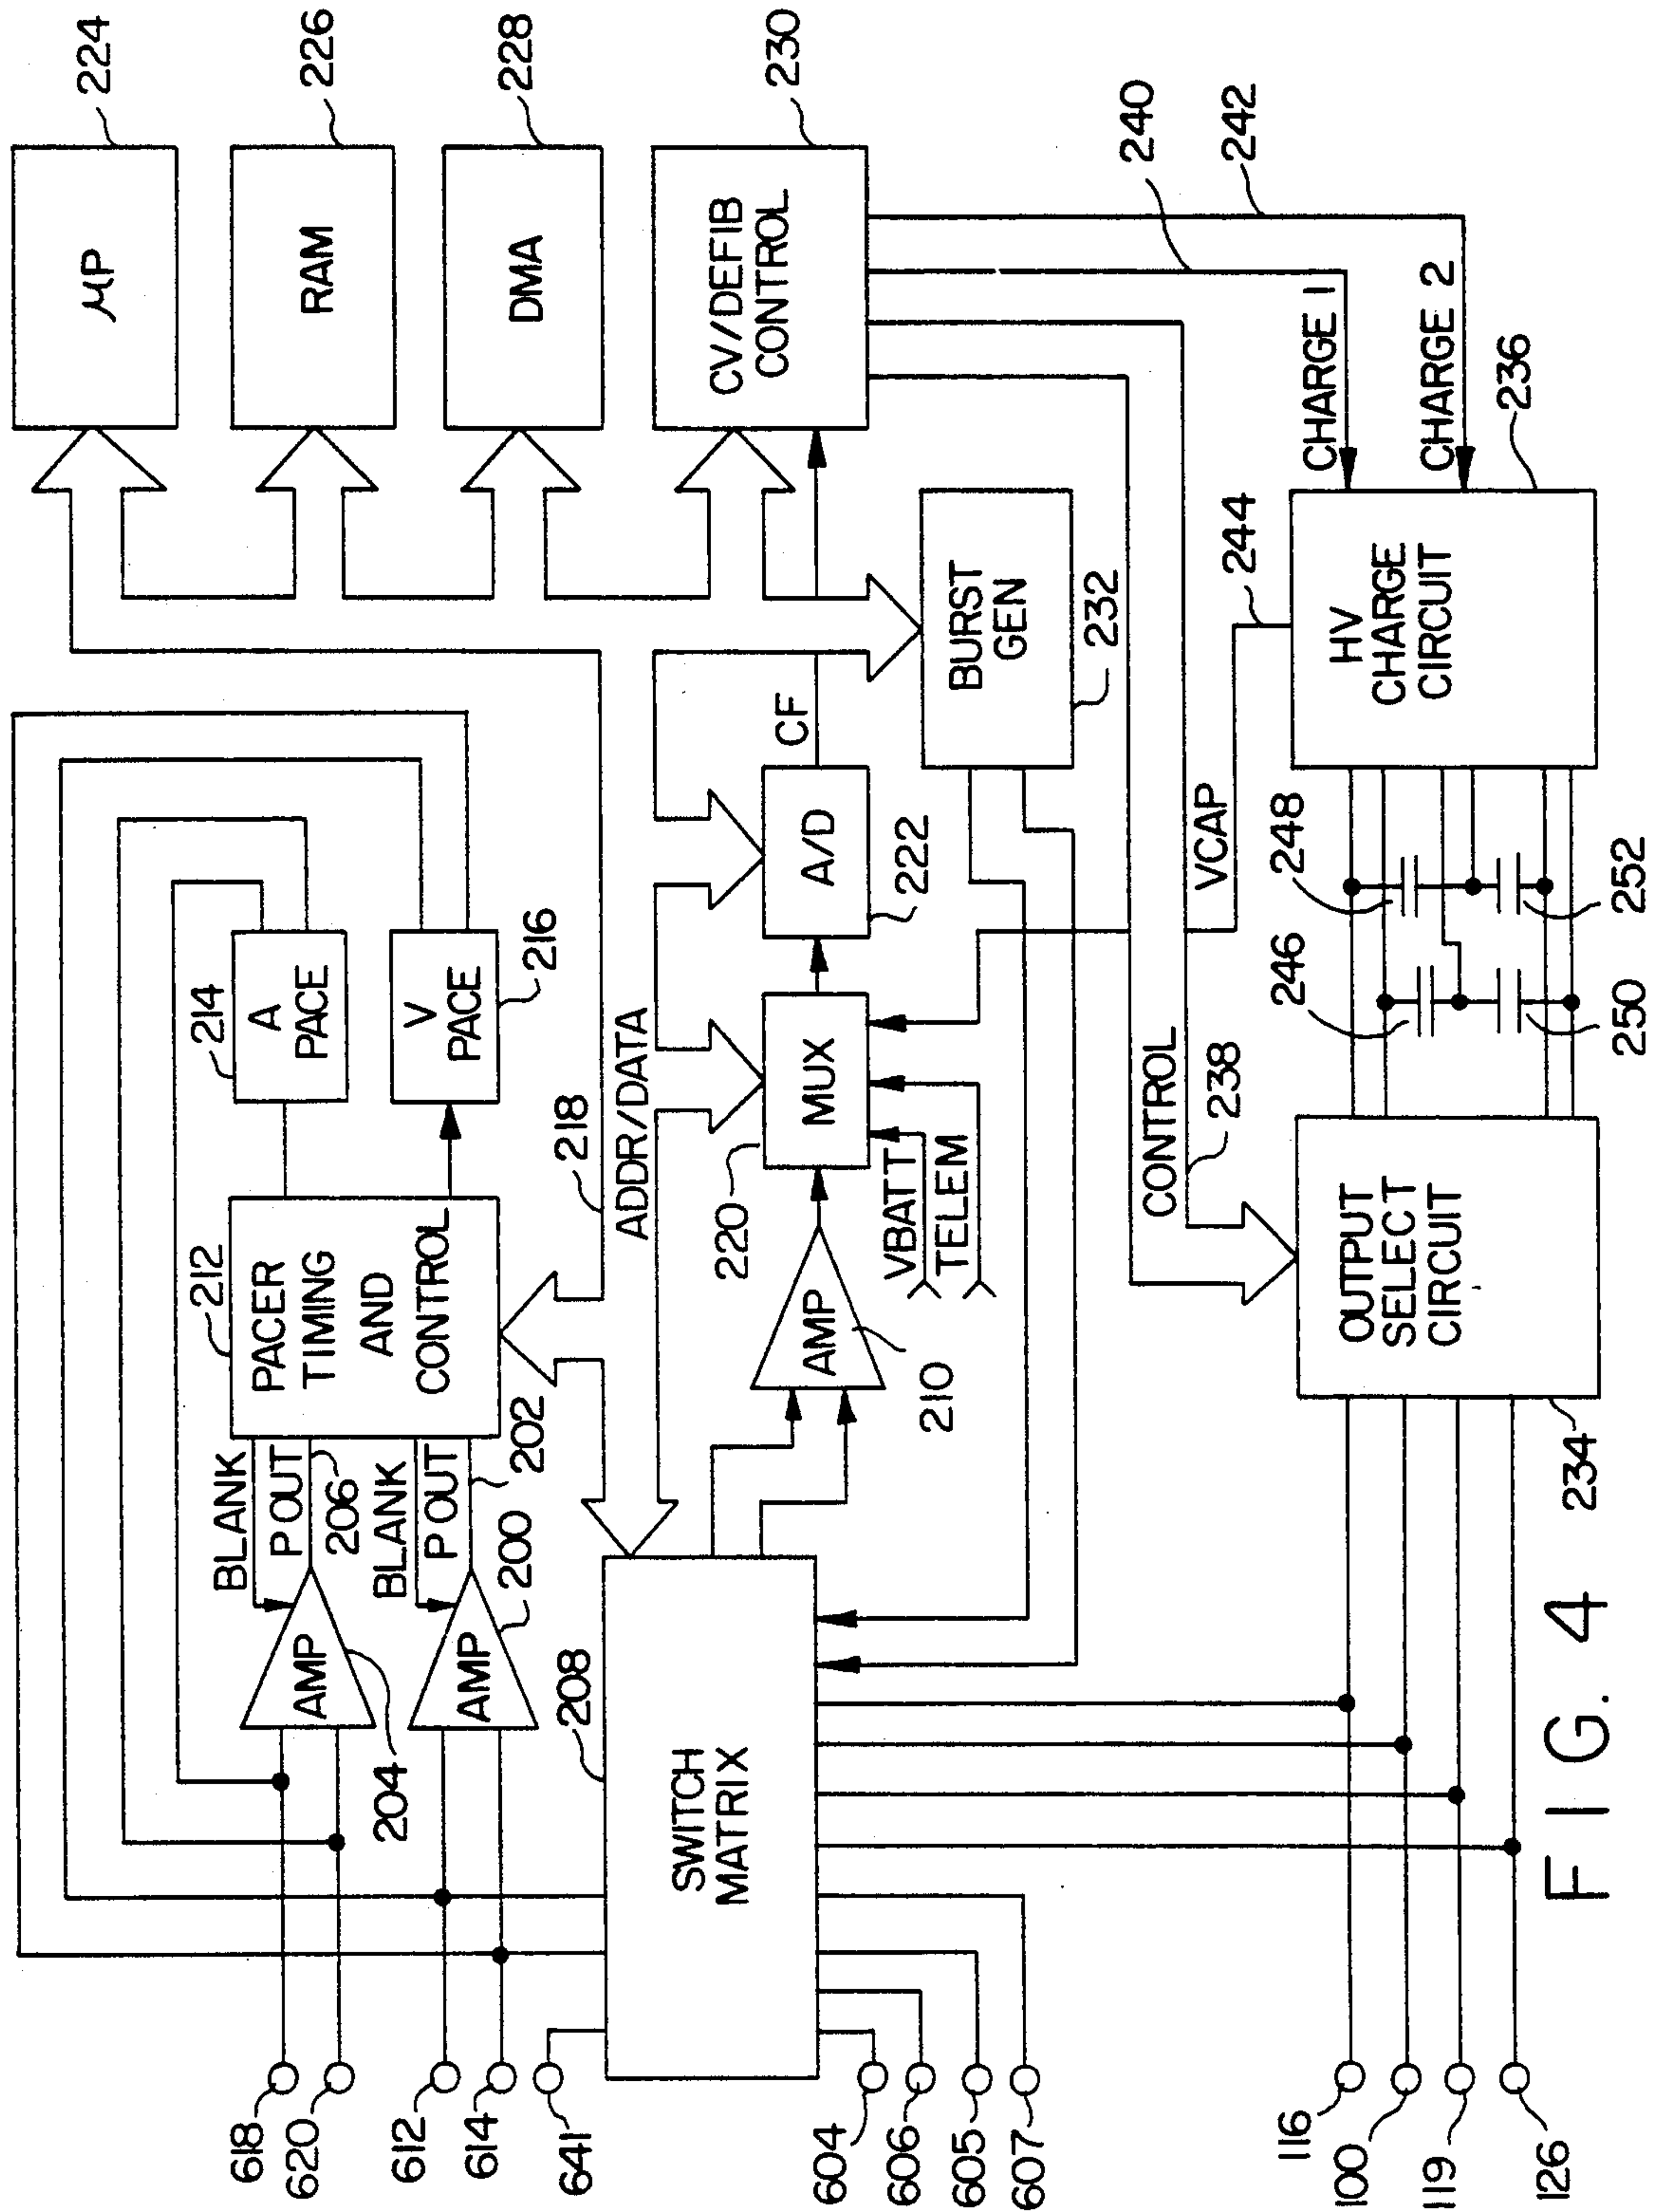 224
226
228
230
μP
RAM
DMA
CV/DEFIB
CONTROL
240
242
CHARGE 1
CHARGE 2
236
244
HV
CHARGE
CIRCUIT
BURST
GEN
232
CF
A/D
222
VCAP
248
252
246
250
214
A
PACE
V
PACE
216
218
ADDR/DATA
MUX
220
VBATT
TELEM
CONTROL
238
212
PACER
TIMING
AND
CONTROL
AMP
210
OUTPUT
SELECT
CIRCUIT
234
BLANK
P OUT
206
BLANK
P OUT
202
200
AMP
204
AMP
208
SWITCH
MATRIX
618
620
612
614
641
604
606
605
607
116
100
119
126
FIG. 4